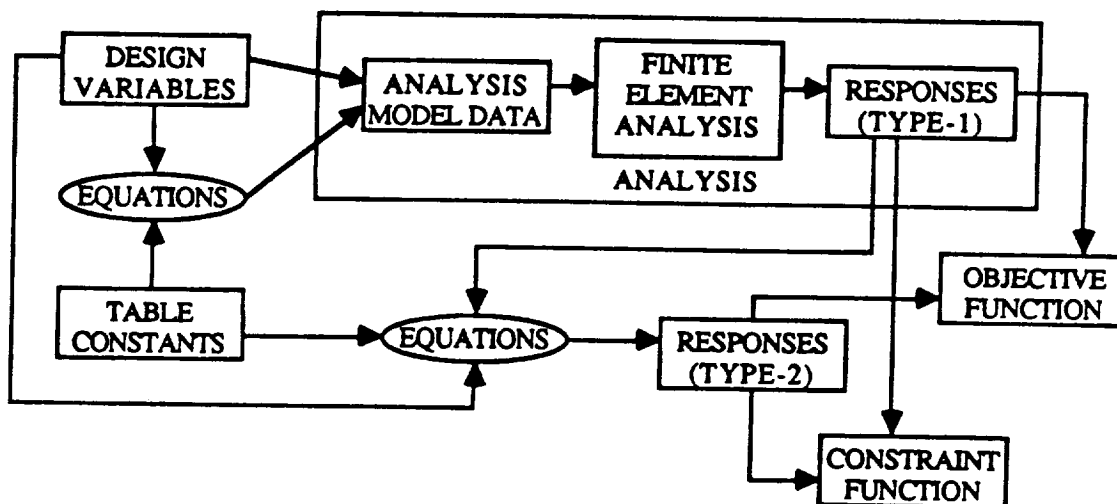 DESIGN
VARIABLES
ANALYSIS
MODEL DATA
FINITE
ELEMENT
ANALYSIS
RESPONSES
(TYPE-1)
ANALYSIS
EQUATIONS
TABLE
CONSTANTS
EQUATIONS
RESPONSES
(TYPE-2)
OBJECTIVE
FUNCTION
CONSTRAINT
FUNCTION